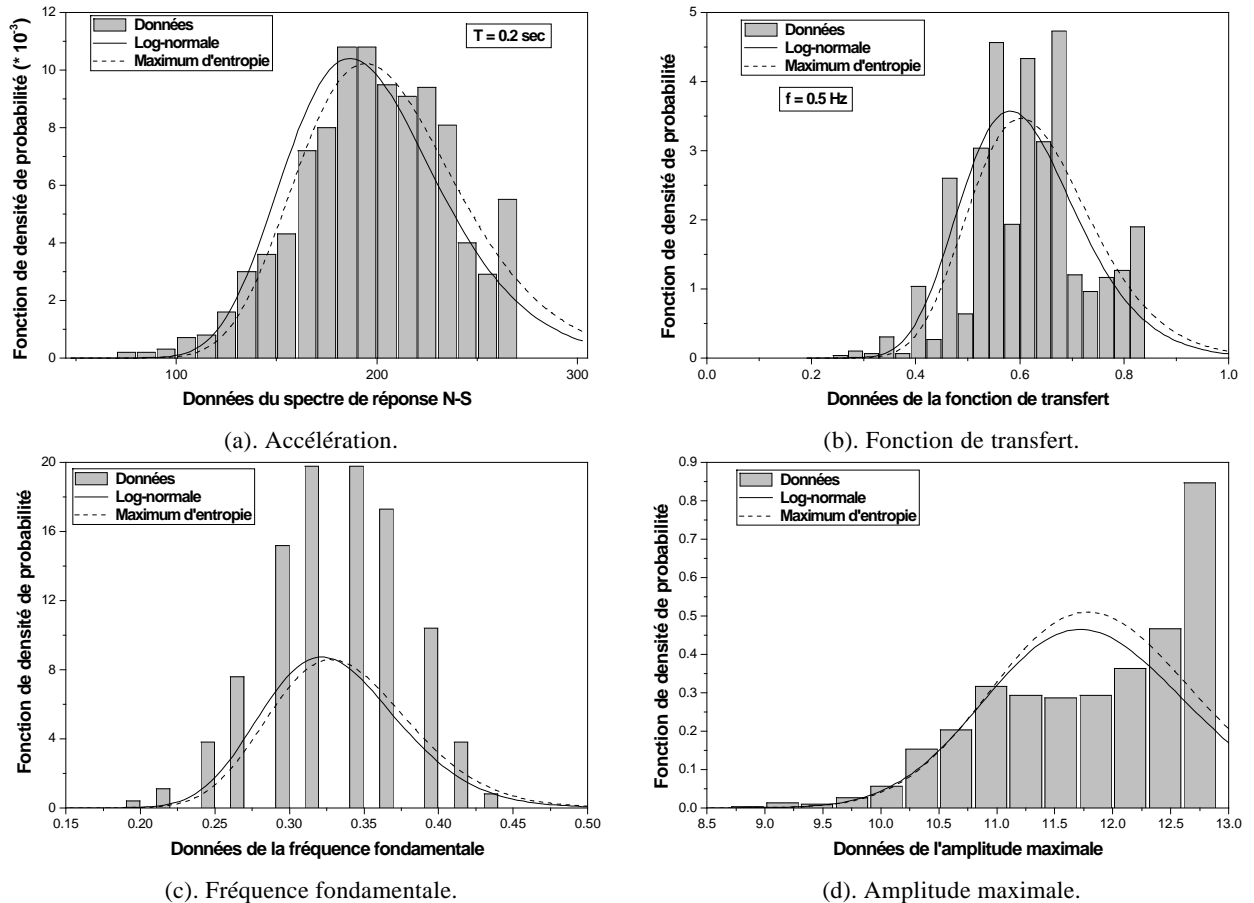 Données
Log-normale
Maximum d'entropie
T = 0.2 sec
Fonction de densité de probabilité (* 10⁻³)
12
10
8
6
4
2
0
100
200
300
Données du spectre de réponse N-S
(a). Accélération.
Données
Log-normale
Maximum d'entropie
f = 0.5 Hz
Fonction de densité de probabilité
5
4
3
2
1
0
0.0
0.2
0.4
0.6
0.8
1.0
Données de la fonction de transfert
(b). Fonction de transfert.
Données
Log-normale
Maximum d'entropie
Fonction de densité de probabilité
20
16
12
8
4
0
0.15
0.20
0.25
0.30
0.35
0.40
0.45
0.50
Données de la fréquence fondamentale
(c). Fréquence fondamentale.
Données
Log-normale
Maximum d'entropie
Fonction de densité de probabilité
0.9
0.8
0.7
0.6
0.5
0.4
0.3
0.2
0.1
0.0
8.5
9.0
9.5
10.0
10.5
11.0
11.5
12.0
12.5
13.0
Données de l'amplitude maximale
(d). Amplitude maximale.